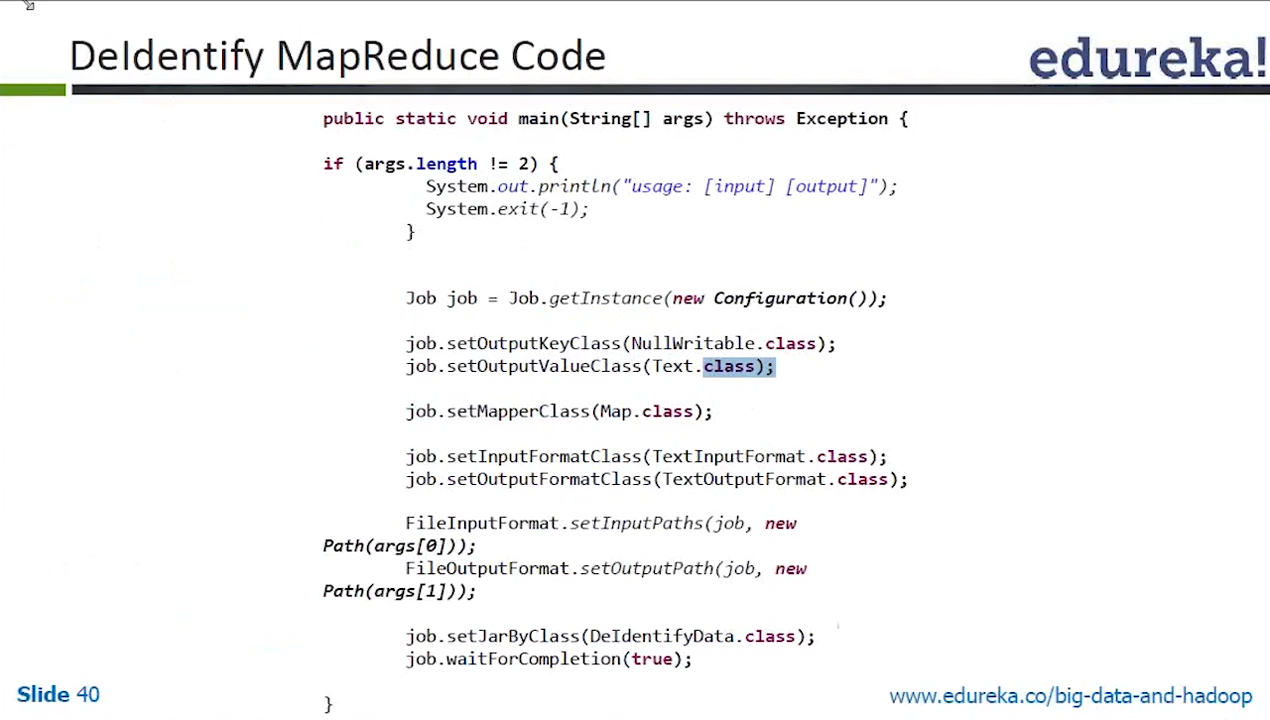 DeIdentify MapReduce Code
edureka!
public static void main(String[] args) throws Exception {
if (args.length != 2) {
System.out.println("usage: [input] [output]");
System.exit(-1);
}
Job job = Job.getInstance(new Configuration());
job.setOutputKeyClass(NullWritable.class);
job.setOutputValueClass(Text.class);
job.setMapperClass(Map.class);
job.setInputFormatClass(TextInputFormat.class);
job.setOutputFormatClass(TextOutputFormat.class);
FileInputFormat.setInputPaths(job, new
Path(args[0]));
FileOutputFormat.setOutputPath(job, new
Path(args[1]));
job.setJarByClass(DeIdentifyData.class);
job.waitForCompletion(true);
}
Slide 40
www.edureka.co/big-data-and-hadoop